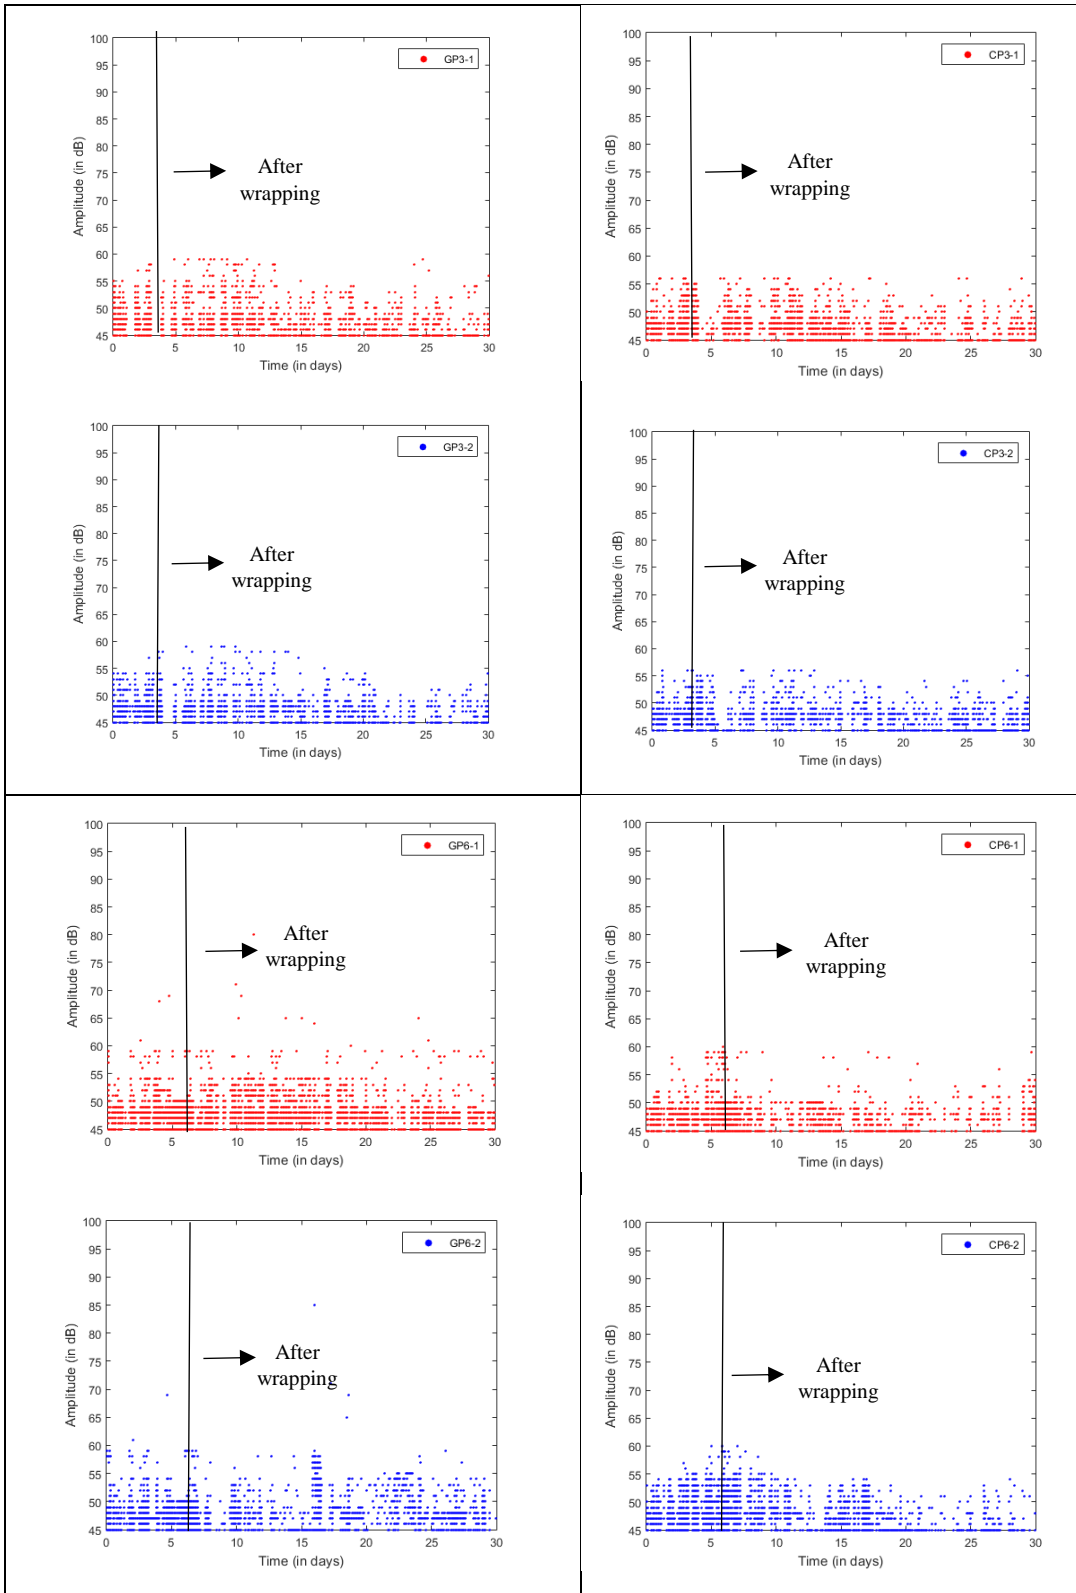 GP3-1
100
95
90
85
80
75
70
65
60
55
50
45
Amplitude (in dB)
After
wrapping
0 5 10 15 20 25 30
Time (in days)
CP3-1
100
95
90
85
80
75
70
65
60
55
50
45
Amplitude (in dB)
After
wrapping
0 5 10 15 20 25 30
Time (in days)
GP3-2
100
95
90
85
80
75
70
65
60
55
50
45
Amplitude (in dB)
After
wrapping
0 5 10 15 20 25 30
Time (in days)
CP3-2
100
95
90
85
80
75
70
65
60
55
50
45
Amplitude (in dB)
After
wrapping
0 5 10 15 20 25 30
Time (in days)
GP6-1
100
95
90
85
80
75
70
65
60
55
50
45
Amplitude (in dB)
After
wrapping
0 5 10 15 20 25 30
Time (in days)
CP6-1
100
95
90
85
80
75
70
65
60
55
50
45
Amplitude (in dB)
After
wrapping
0 5 10 15 20 25 30
Time (in days)
GP6-2
100
95
90
85
80
75
70
65
60
55
50
45
Amplitude (in dB)
After
wrapping
0 5 10 15 20 25 30
Time (in days)
CP6-2
100
95
90
85
80
75
70
65
60
55
50
45
Amplitude (in dB)
After
wrapping
0 5 10 15 20 25 30
Time (in days)